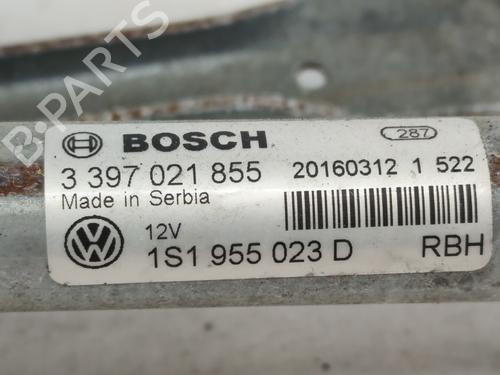 B-PARTS
BOSCH
287
3 397 021 855
20160312 1 522
Made in Serbia
12V
1S1 955 023 D
RBH